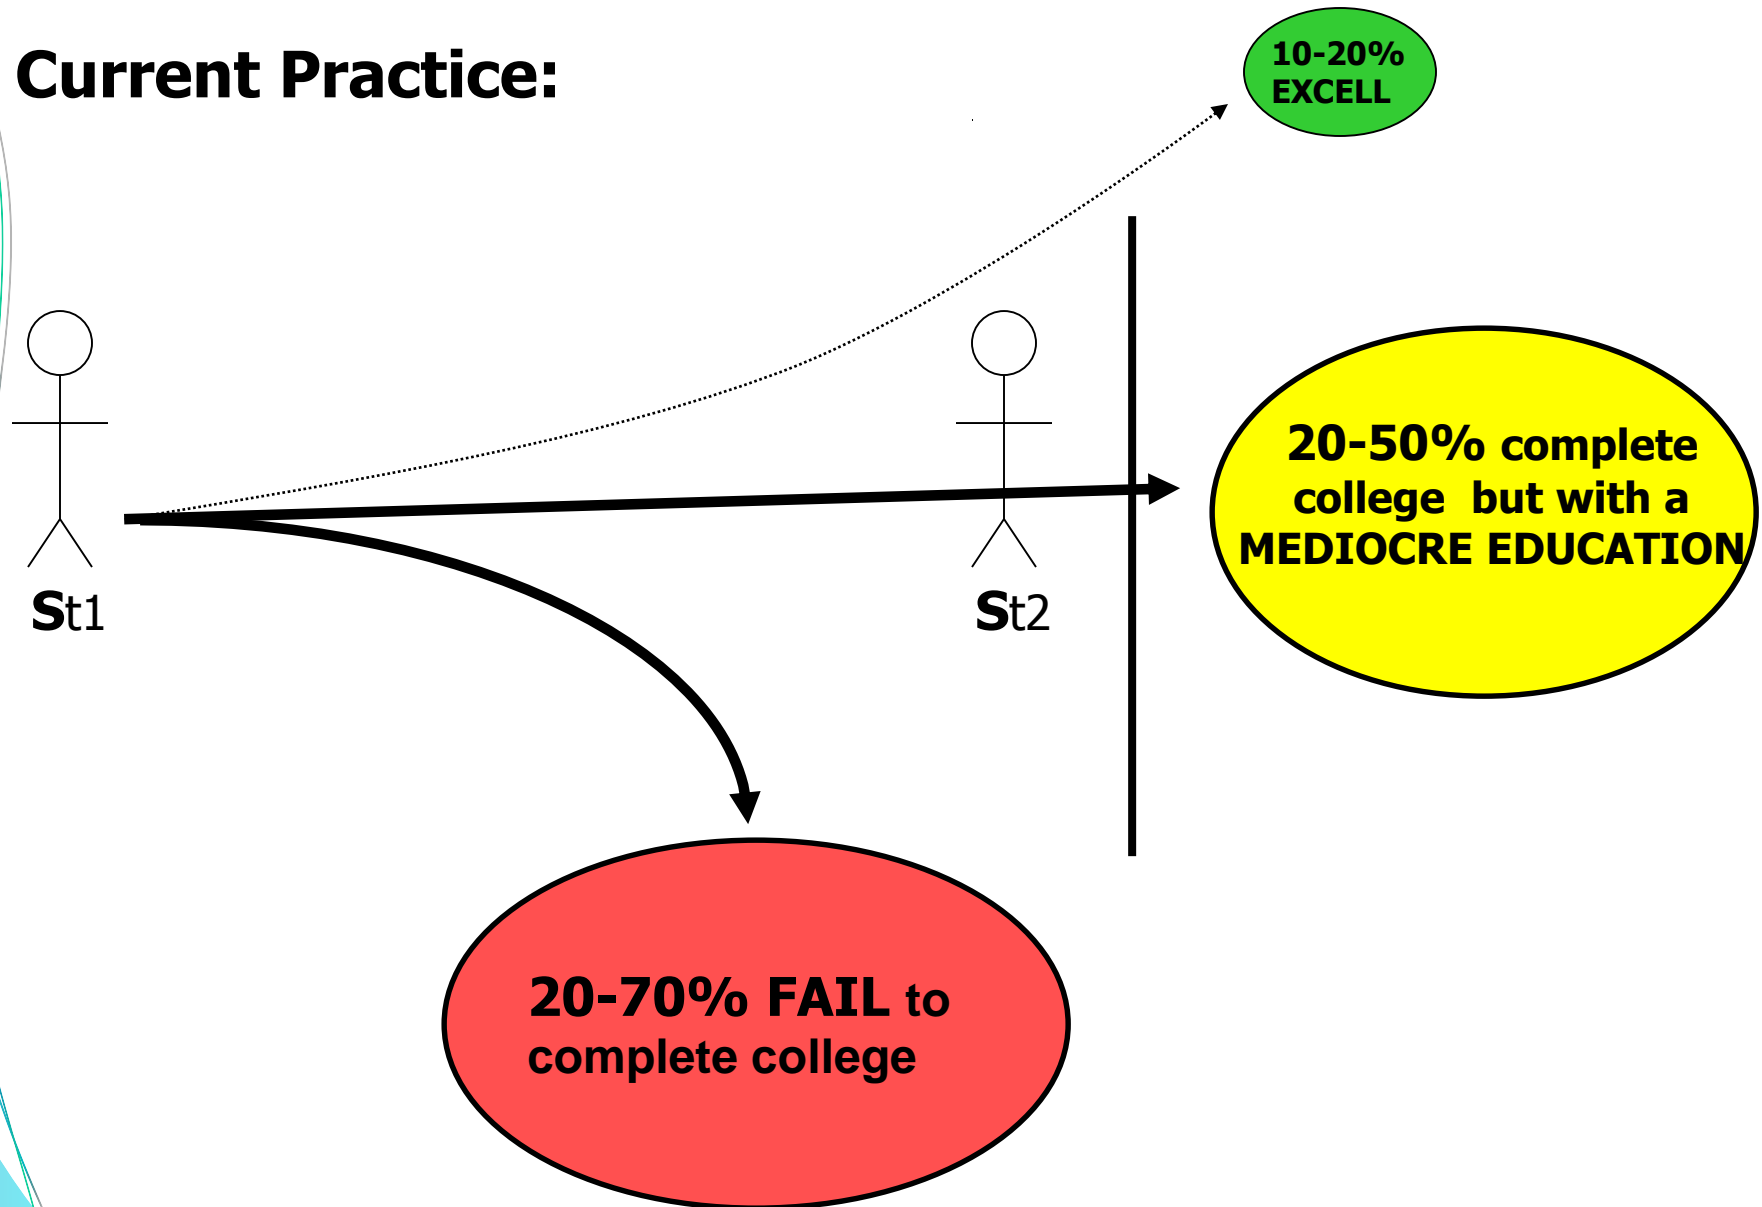 Current Practice:
10-20%
EXCELL
20-50% complete
college but with a
MEDIOCRE EDUCATION
St1
St2
20-70% FAIL to
complete college